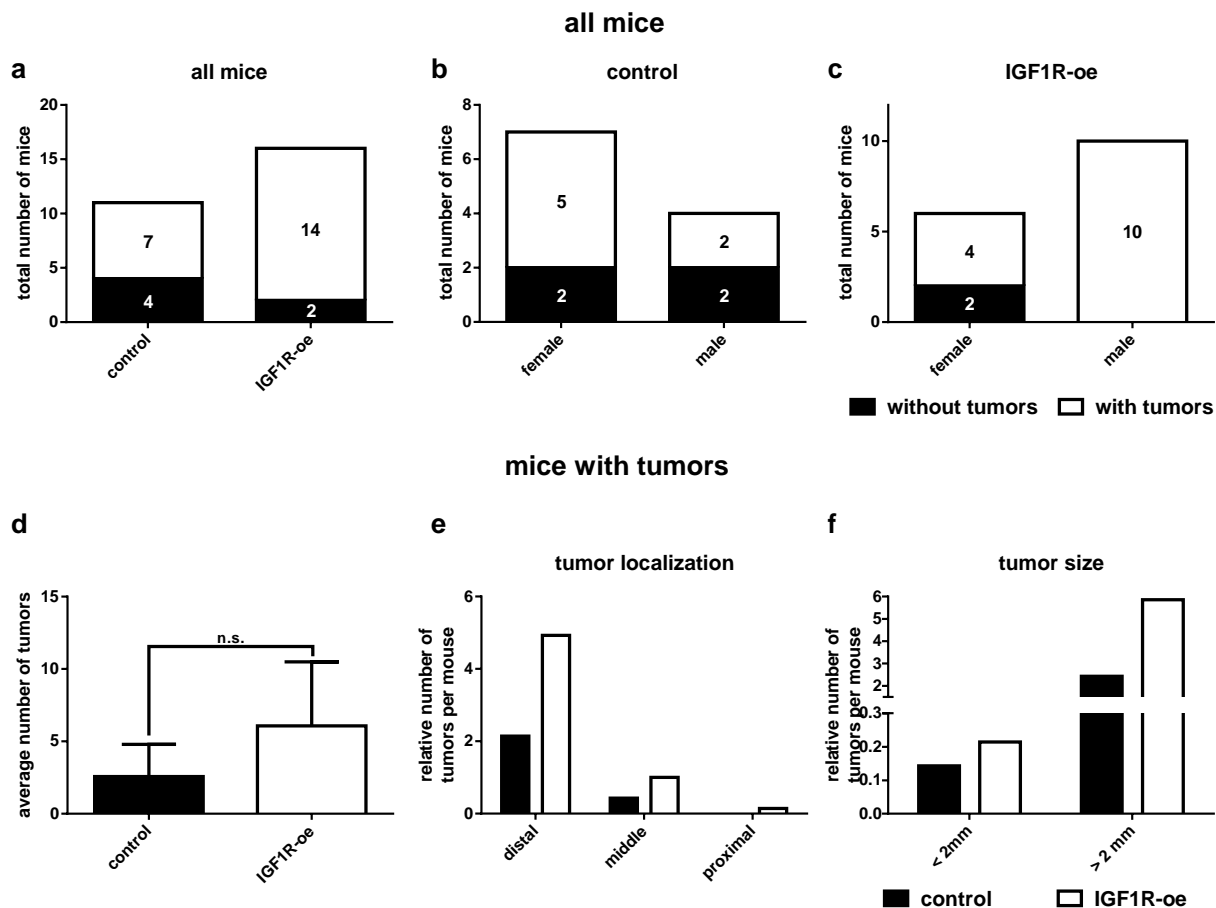 all mice
a
all mice
total number of mice
20
15
10
5
0
7
4
14
2
control
IGF1R-oe
b
control
total number of mice
8
6
4
2
0
5
2
2
2
female
male
c
IGF1R-oe
total number of mice
10
5
0
4
2
10
female
male
without tumors
with tumors
mice with tumors
d
average number of tumors
15
10
5
0
n.s.
control
IGF1R-oe
e
tumor localization
relative number of
tumors per mouse
6
4
2
0
distal
middle
proximal
f
tumor size
relative number of
tumors per mouse
6
5
4
3
2
0.3
0.2
0.1
0.0
< 2mm
> 2 mm
control
IGF1R-oe